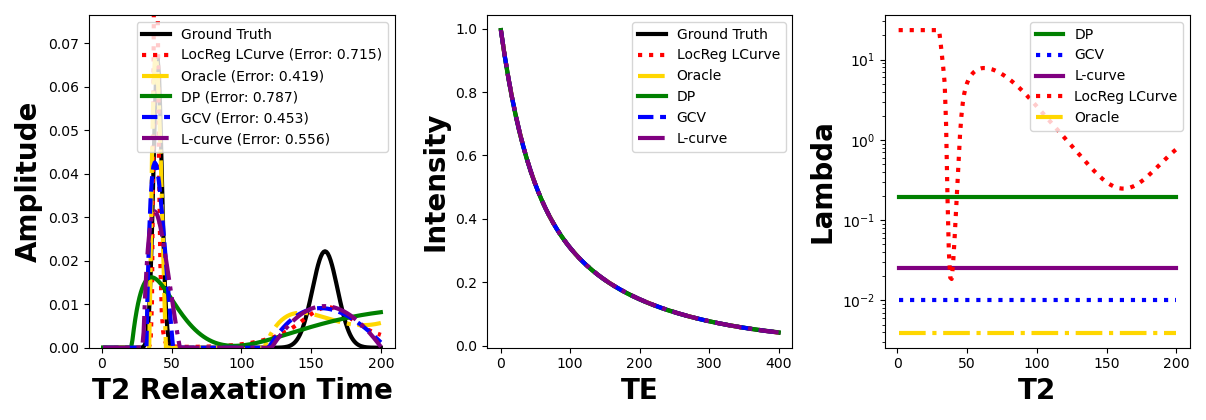 Amplitude
0.07
0.06
0.05
0.04
0.03
0.02
0.01
0.00
Ground Truth
LocReg LCurve (Error: 0.715)
Oracle (Error: 0.419)
DP (Error: 0.787)
GCV (Error: 0.453)
L-curve (Error: 0.556)
0 50 100 150 200
T2 Relaxation Time
Intensity
1.0
0.8
0.6
0.4
0.2
0.0
Ground Truth
LocReg LCurve
Oracle
DP
GCV
L-curve
0 100 200 300 400
TE
Lambda
10¹
10⁰
10⁻¹
10⁻²
DP
GCV
L-curve
LocReg LCurve
Oracle
0 50 100 150 200
T2